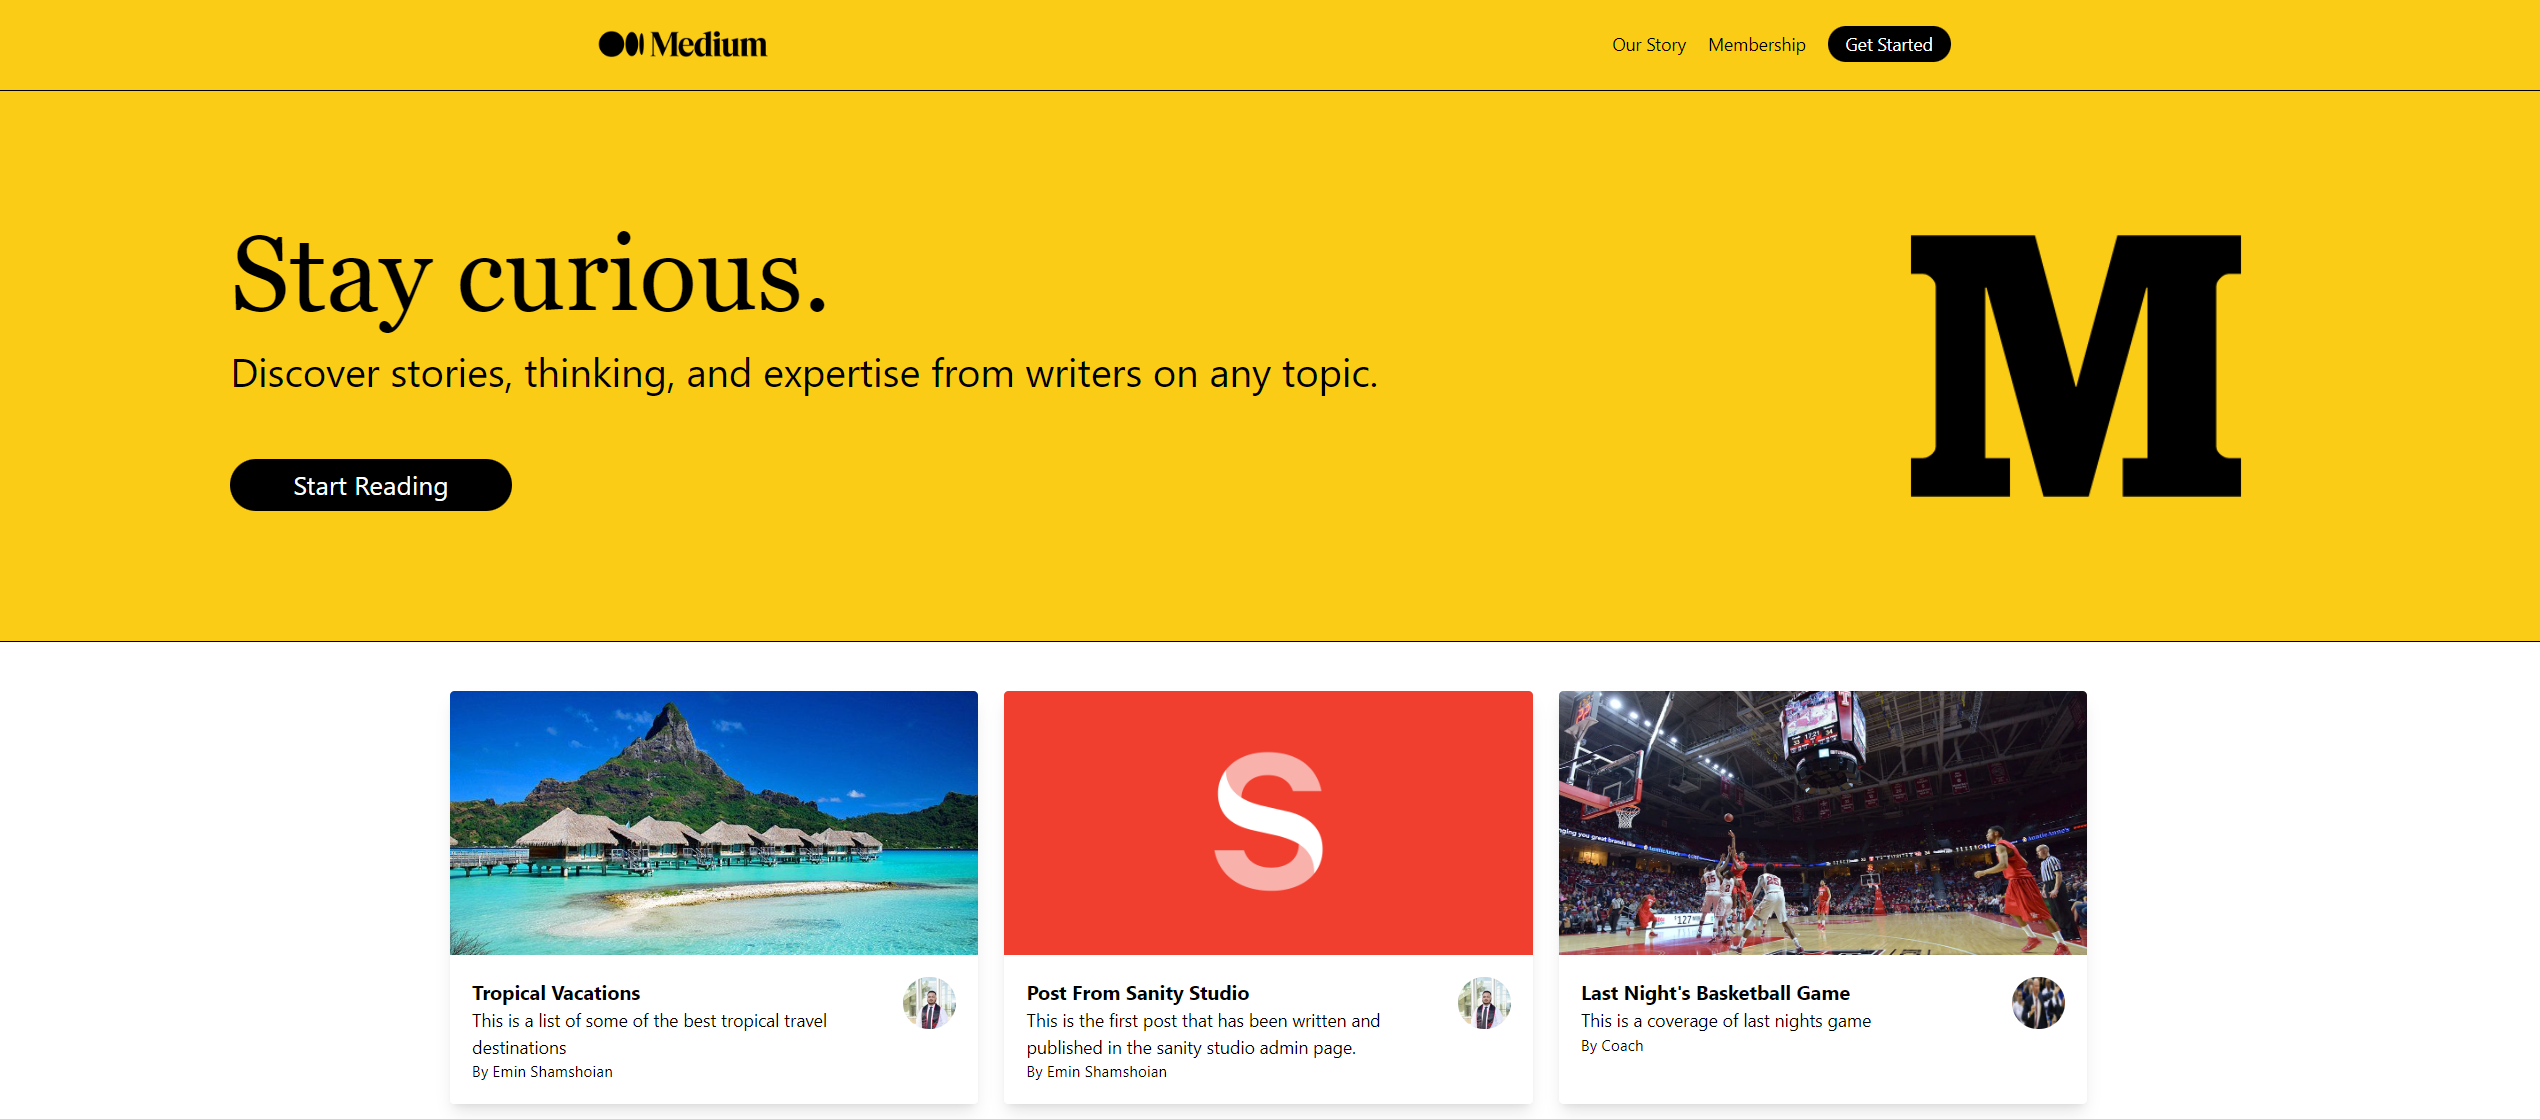 Medium
Our Story Membership Get Started
Stay curious.
Discover stories, thinking, and expertise from writers on any topic.
Start Reading
M
S
Tropical Vacations
This is a list of some of the best tropical travel
destinations
By Emin Shamshoian
Post From Sanity Studio
This is the first post that has been written and
published in the sanity studio admin page.
By Emin Shamshoian
Last Night's Basketball Game
This is a coverage of last nights game
By Coach